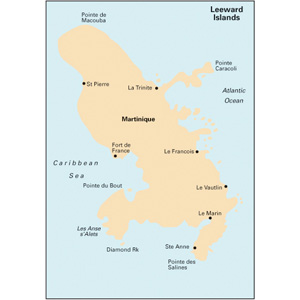 Leeward
Islands
Pointe de
Macouba
Pointe
Caracoli
St Pierre
La Trinite
Atlantic
Ocean
Martinique
Fort de
France
Le Francois
Caribbean
Sea
Pointe du Bout
Le Vautlin
Le Marin
Les Anse
s'Alets
Diamond Rk
Ste Anne
Pointe des
Salines